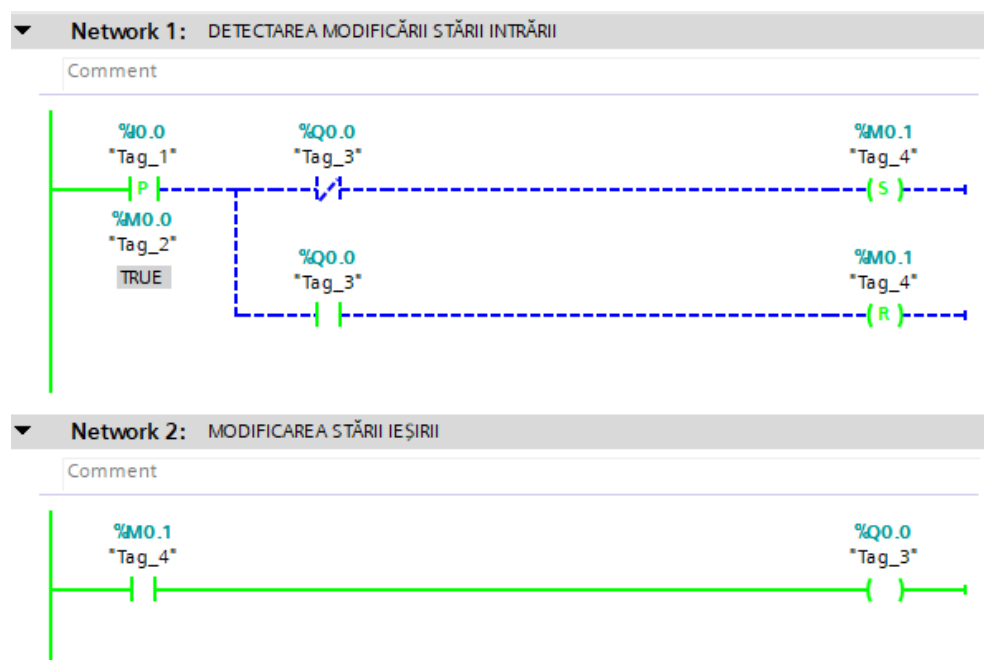 Network 1: DETECTAREA MODIFICĂRII STĂRII INTRĂRII
Comment
%I0.0 %Q0.0 %M0.1
"Tag_1" "Tag_3" "Tag_4"
P S
%M0.0
"Tag_2" %Q0.0 %M0.1
TRUE "Tag_3" "Tag_4"
R
Network 2: MODIFICAREA STĂRII IEȘIRII
Comment
%M0.1 %Q0.0
"Tag_4" "Tag_3"